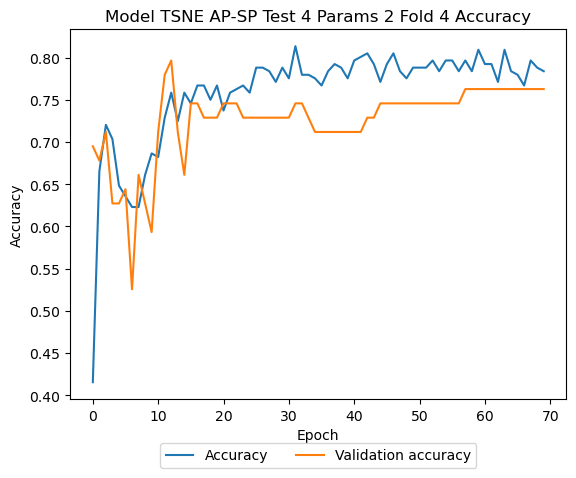 Model TSNE AP-SP Test 4 Params 2 Fold 4 Accuracy
0.80
0.75
0.70
0.65
0.60
0.55
0.50
0.45
0.40
Accuracy
0 10 20 30 40 50 60 70
Epoch
Accuracy Validation accuracy